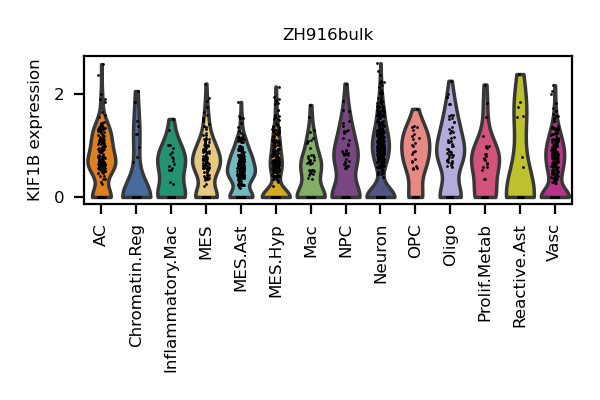 ZH916bulk
KIF1B expression
2
0
AC
Chromatin.Reg
Inflammatory.Mac
MES
MES.Ast
MES.Hyp
Mac
NPC
Neuron
OPC
Oligo
Prolif.Metab
Reactive.Ast
Vasc